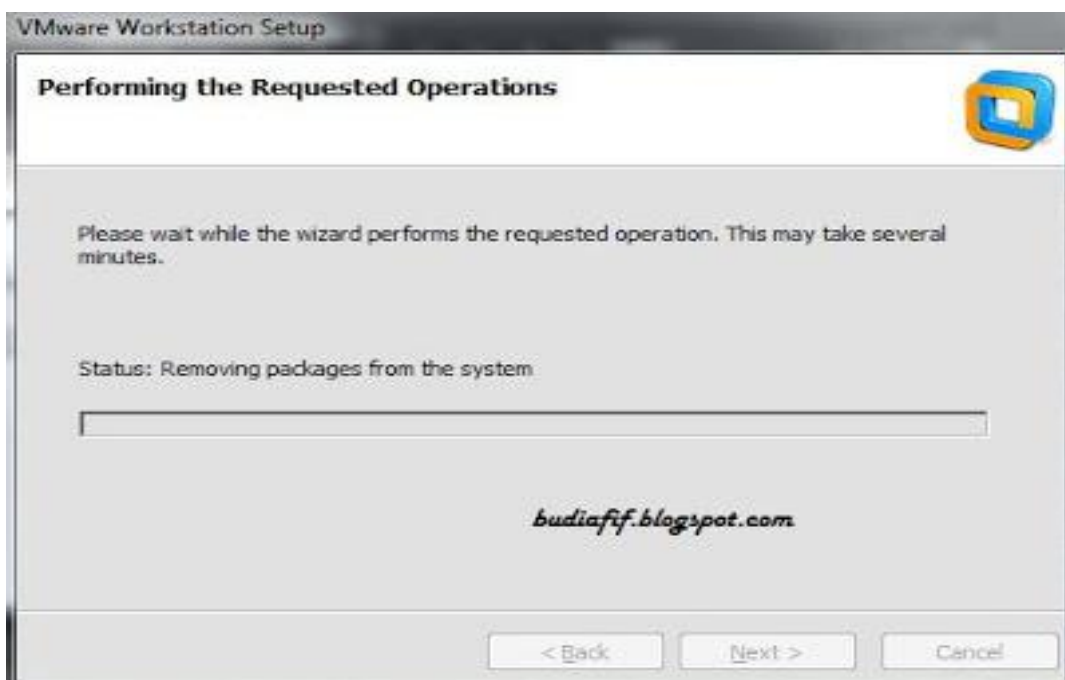 VMware Workstation Setup
Performing the Requested Operations
Please wait while the wizard performs the requested operation. This may take several
minutes.
Status: Removing packages from the system
budiafif.blogspot.com
< Back
Next >
Cancel